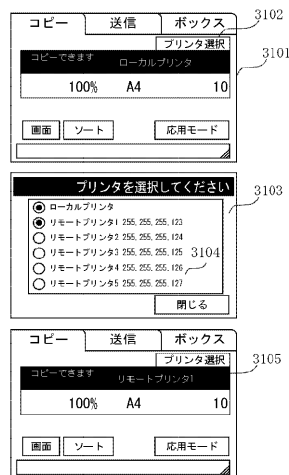 コピー 送信 ボックス 3102
プリンタ選択
コピーできます ローカルプリンタ 3101
100% A4 10
画面 ソート 応用モード
プリンタを選択してください 3103
ローカルプリンタ
リモートプリンタ1 255, 255, 255, 123
リモートプリンタ2 255, 255, 255, 124
リモートプリンタ3 255, 255, 255, 125 3104
リモートプリンタ4 255, 255, 255, 126
リモートプリンタ5 255, 255, 255, 127
閉じる
コピー 送信 ボックス
プリンタ選択 3105
コピーできます リモートプリンタ1
100% A4 10
画面 ソート 応用モード